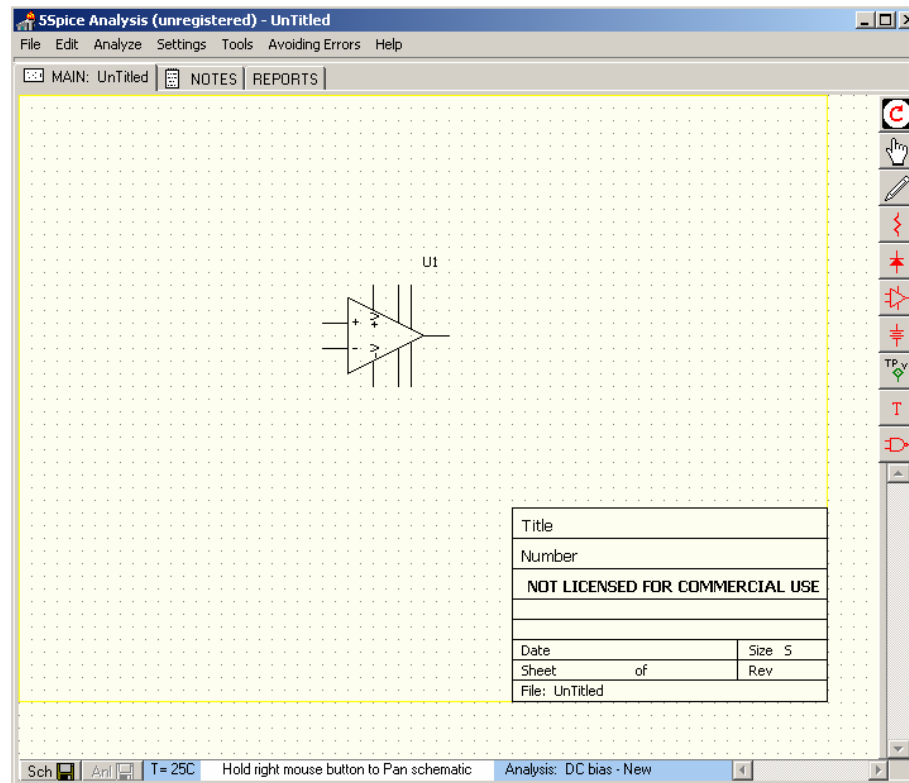 5Spice Analysis (unregistered) - UnTitled
File Edit Analyze Settings Tools Avoiding Errors Help
MAIN: UnTitled NOTES REPORTS
U1
+ V+
- V-
TP V
T
Title
Number
NOT LICENSED FOR COMMERCIAL USE
Date Size S
Sheet of Rev
File: UnTitled
Sch Anl T= 25C Hold right mouse button to Pan schematic Analysis: DC bias - New